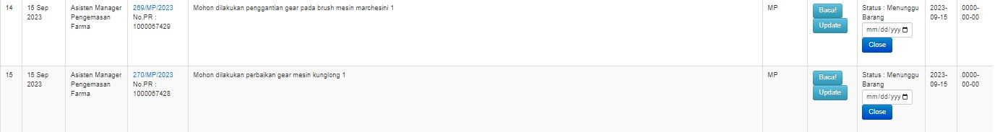 14
15 Sep
2023
Asisten Manager
Pengemasan
Farma
269/MP/2023
No.PR :
1000067429
Mohon dilakukan penggantian gear pada brush mesin marchesini 1
MP
Baca!
Update
Status : Menunggu
Barang
mm/dd/yyy
Close
2023-
09-15
0000-
00-00
15
15 Sep
2023
Asisten Manager
Pengemasan
Farma
270/MP/2023
No.PR :
1000067428
Mohon dilakukan perbaikan gear mesin kunglong 1
MP
Baca!
Update
Status : Menunggu
Barang
mm/dd/yyy
Close
2023-
09-15
0000-
00-00